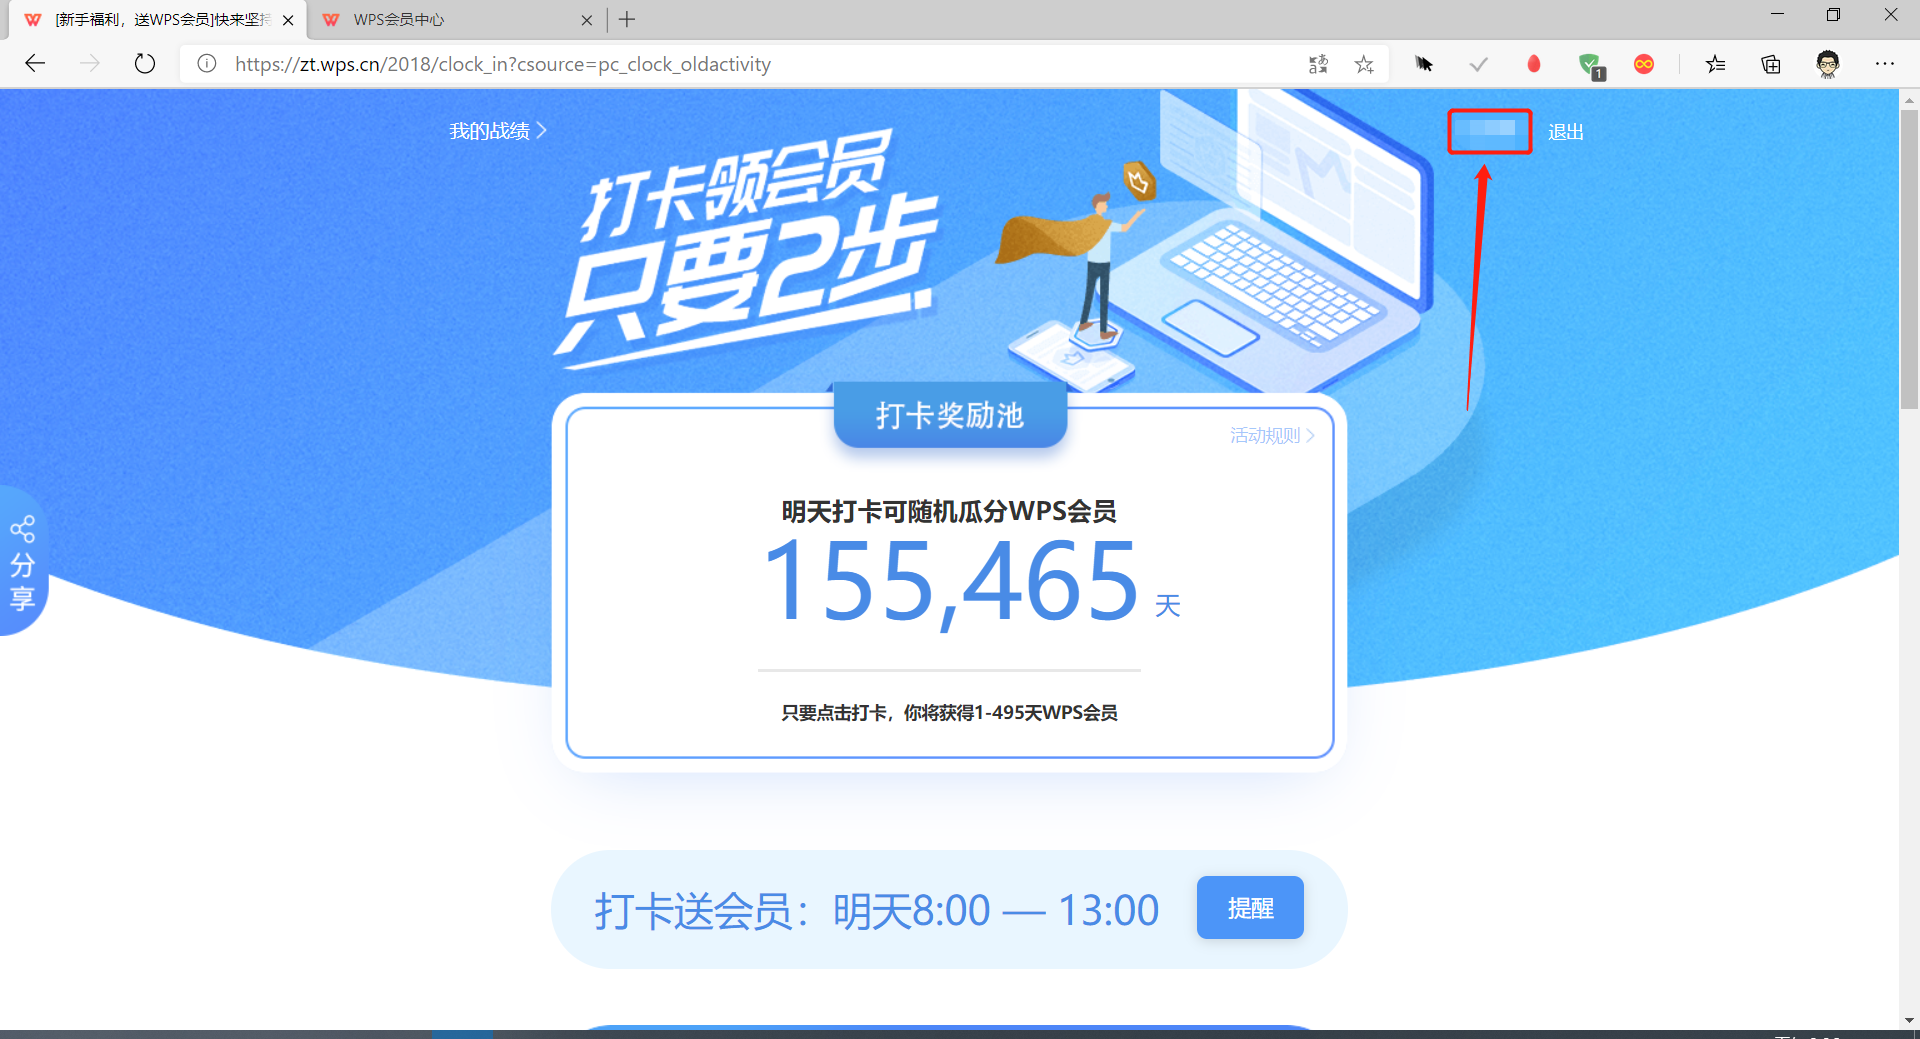 [新手福利，送WPS会员]快来坚持
WPS会员中心
https://zt.wps.cn/2018/clock_in?csource=pc_clock_oldactivity
1
我的战绩
退出
打卡领会员
只要2步
打卡奖励池
活动规则
明天打卡可随机瓜分WPS会员
155,465 天
只要点击打卡，你将获得1-495天WPS会员
分享
打卡送会员：明天8:00 — 13:00
提醒